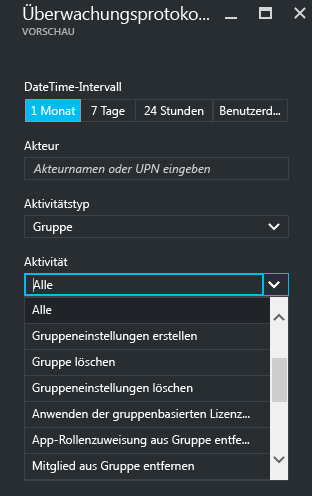 Überwachungsprotoko...
VORSCHAU
DateTime-Intervall
1 Monat 7 Tage 24 Stunden Benutzerd...
Akteur
Akteurnamen oder UPN eingeben
Aktivitätstyp
Gruppe
Aktivität
Alle
Alle
Gruppeneinstellungen erstellen
Gruppe löschen
Gruppeneinstellungen löschen
Anwenden der gruppenbasierten Lizenz...
App-Rollenzuweisung aus Gruppe entfe...
Mitglied aus Gruppe entfernen